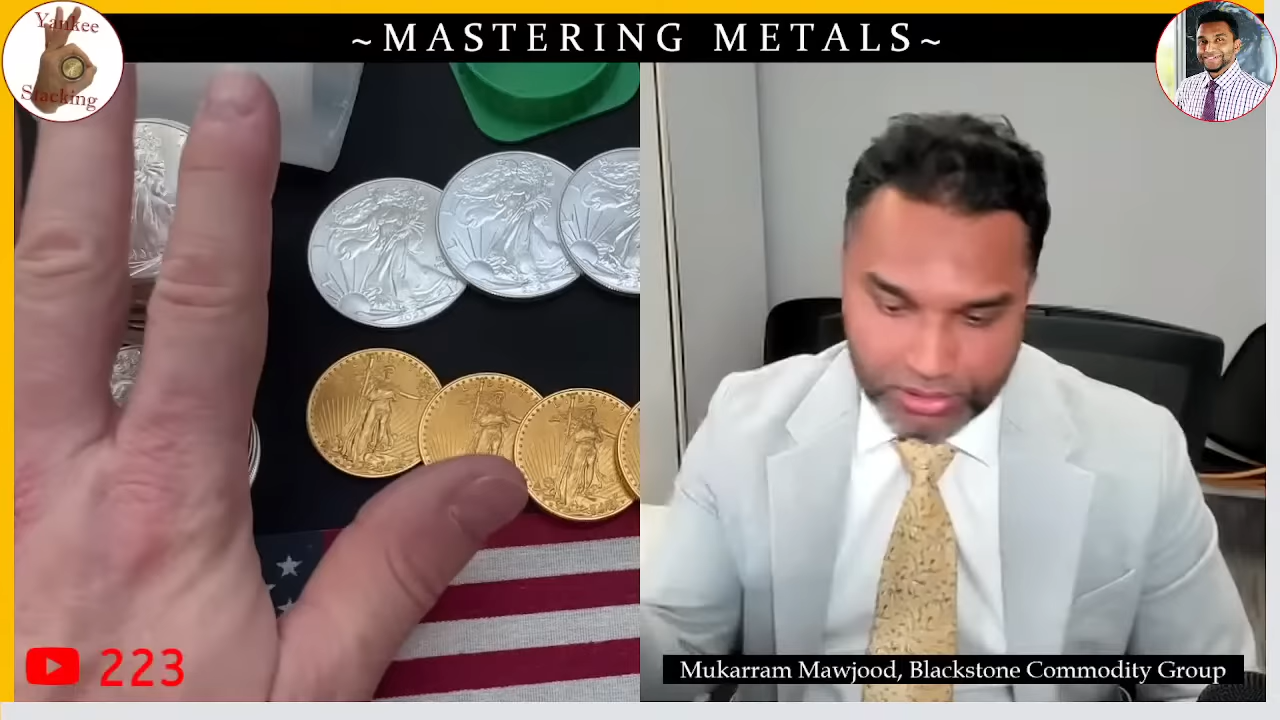 ~MASTERING METALS~
Yankee
Stacking
223
Mukarram Mawjood, Blackstone Commodity Group